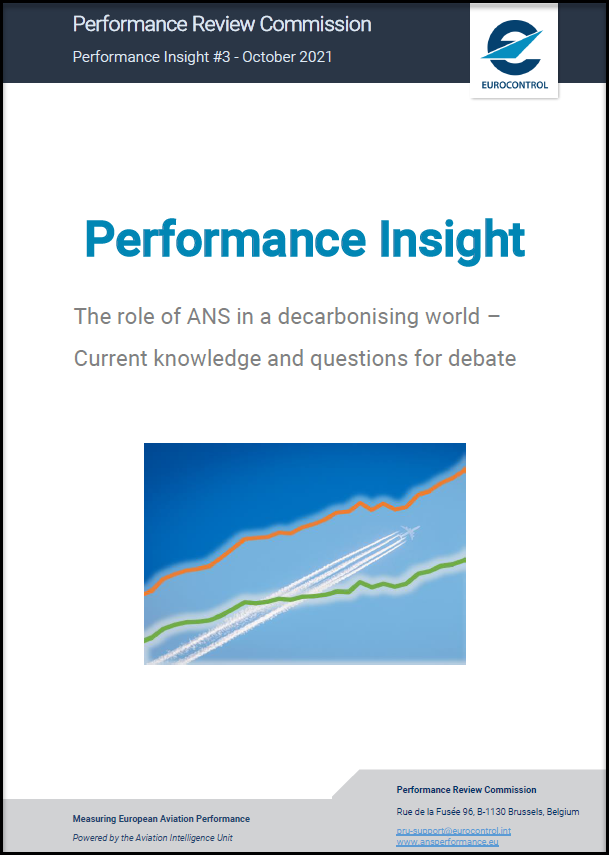 Performance Review Commission
Performance Insight #3 - October 2021
EUROCONTROL
Performance Insight
The role of ANS in a decarbonising world –
Current knowledge and questions for debate
Performance Review Commission
Rue de la Fusée 96, B-1130 Brussels, Belgium
pru-support@eurocontrol.int
www.ansperformance.eu
Measuring European Aviation Performance
Powered by the Aviation Intelligence Unit